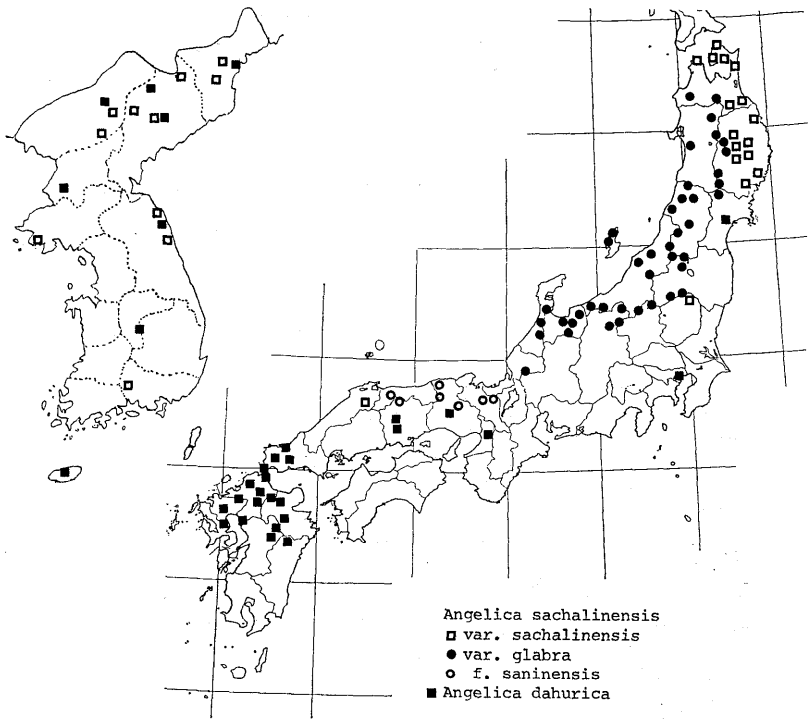 Angelica sachalinensis
var. sachalinensis
var. glabra
f. saninensis
Angelica dahurica